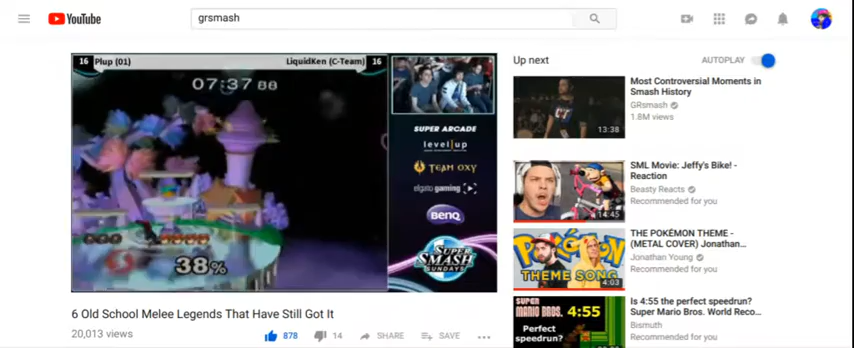 YouTube
grsmash
16 Plup (01) LiquidKen (C-Team) 16
07:37 88
38%
SUPER ARCADE
level|up
TEAM OXY
elgato gaming
BenQ
SUPER
SMASH
SUNDAYS
6 Old School Melee Legends That Have Still Got It
20,013 views
878 14 SHARE SAVE
Up next AUTOPLAY
13:38
Most Controversial Moments in
Smash History
GRsmash
1.8M views
14:45
SML Movie: Jeffy's Bike! -
Reaction
Beasty Reacts
Recommended for you
POKÉMON
THEME SONG
4:03
THE POKÉMON THEME -
(METAL COVER) Jonathan...
Jonathan Young
Recommended for you
SUPER
MARIO BROS. 4:55
Perfect
speedrun?
Is 4:55 the perfect speedrun?
Super Mario Bros. World Reco...
Bismuth
Recommended for you